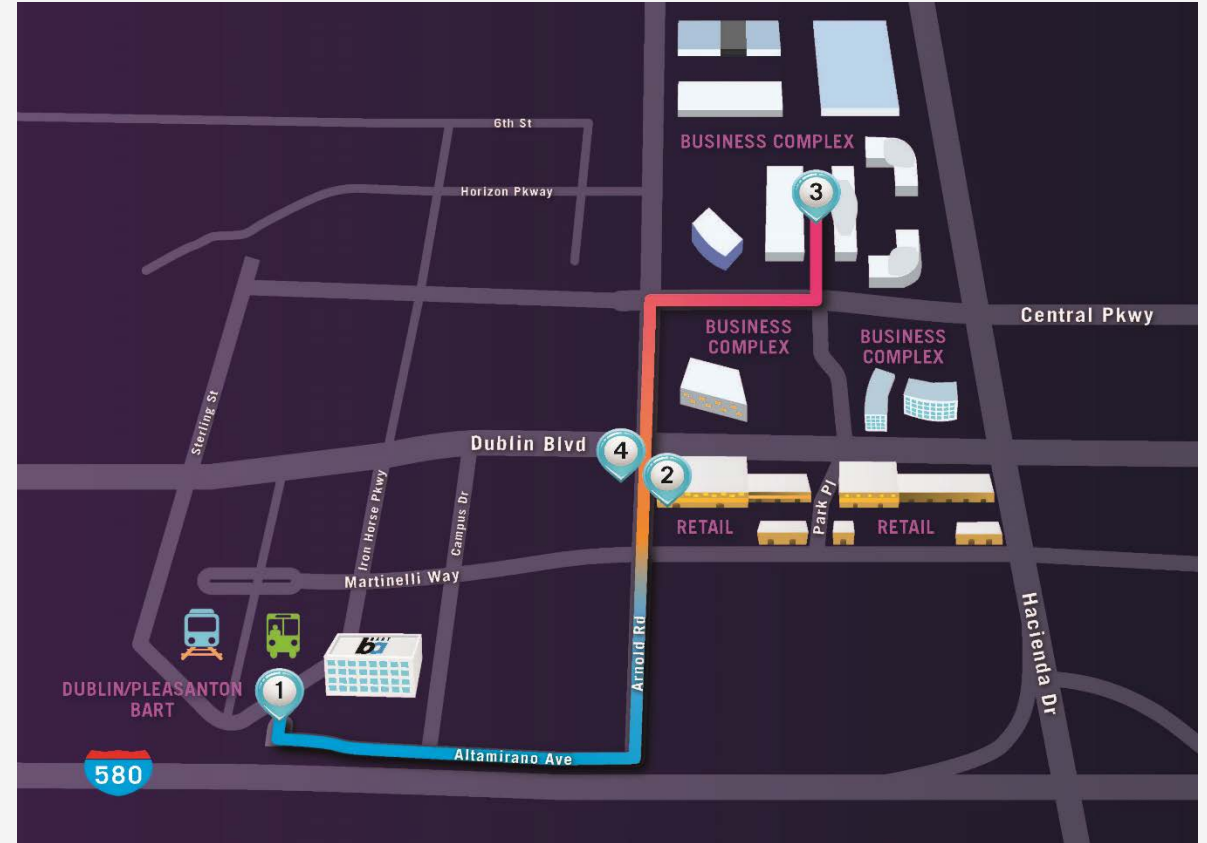 6th St
BUSINESS COMPLEX
Horizon Pkway
3
Central Pkwy
BUSINESS
COMPLEX
BUSINESS
COMPLEX
Sterling St
Dublin Blvd
4
2
Iron Horse Pkwy
Campus Dr
RETAIL
Park Pl
RETAIL
Martinelli Way
Hacienda Dr
Arnold Rd
DUBLIN/PLEASANTON
BART
1
Altamirano Ave
580